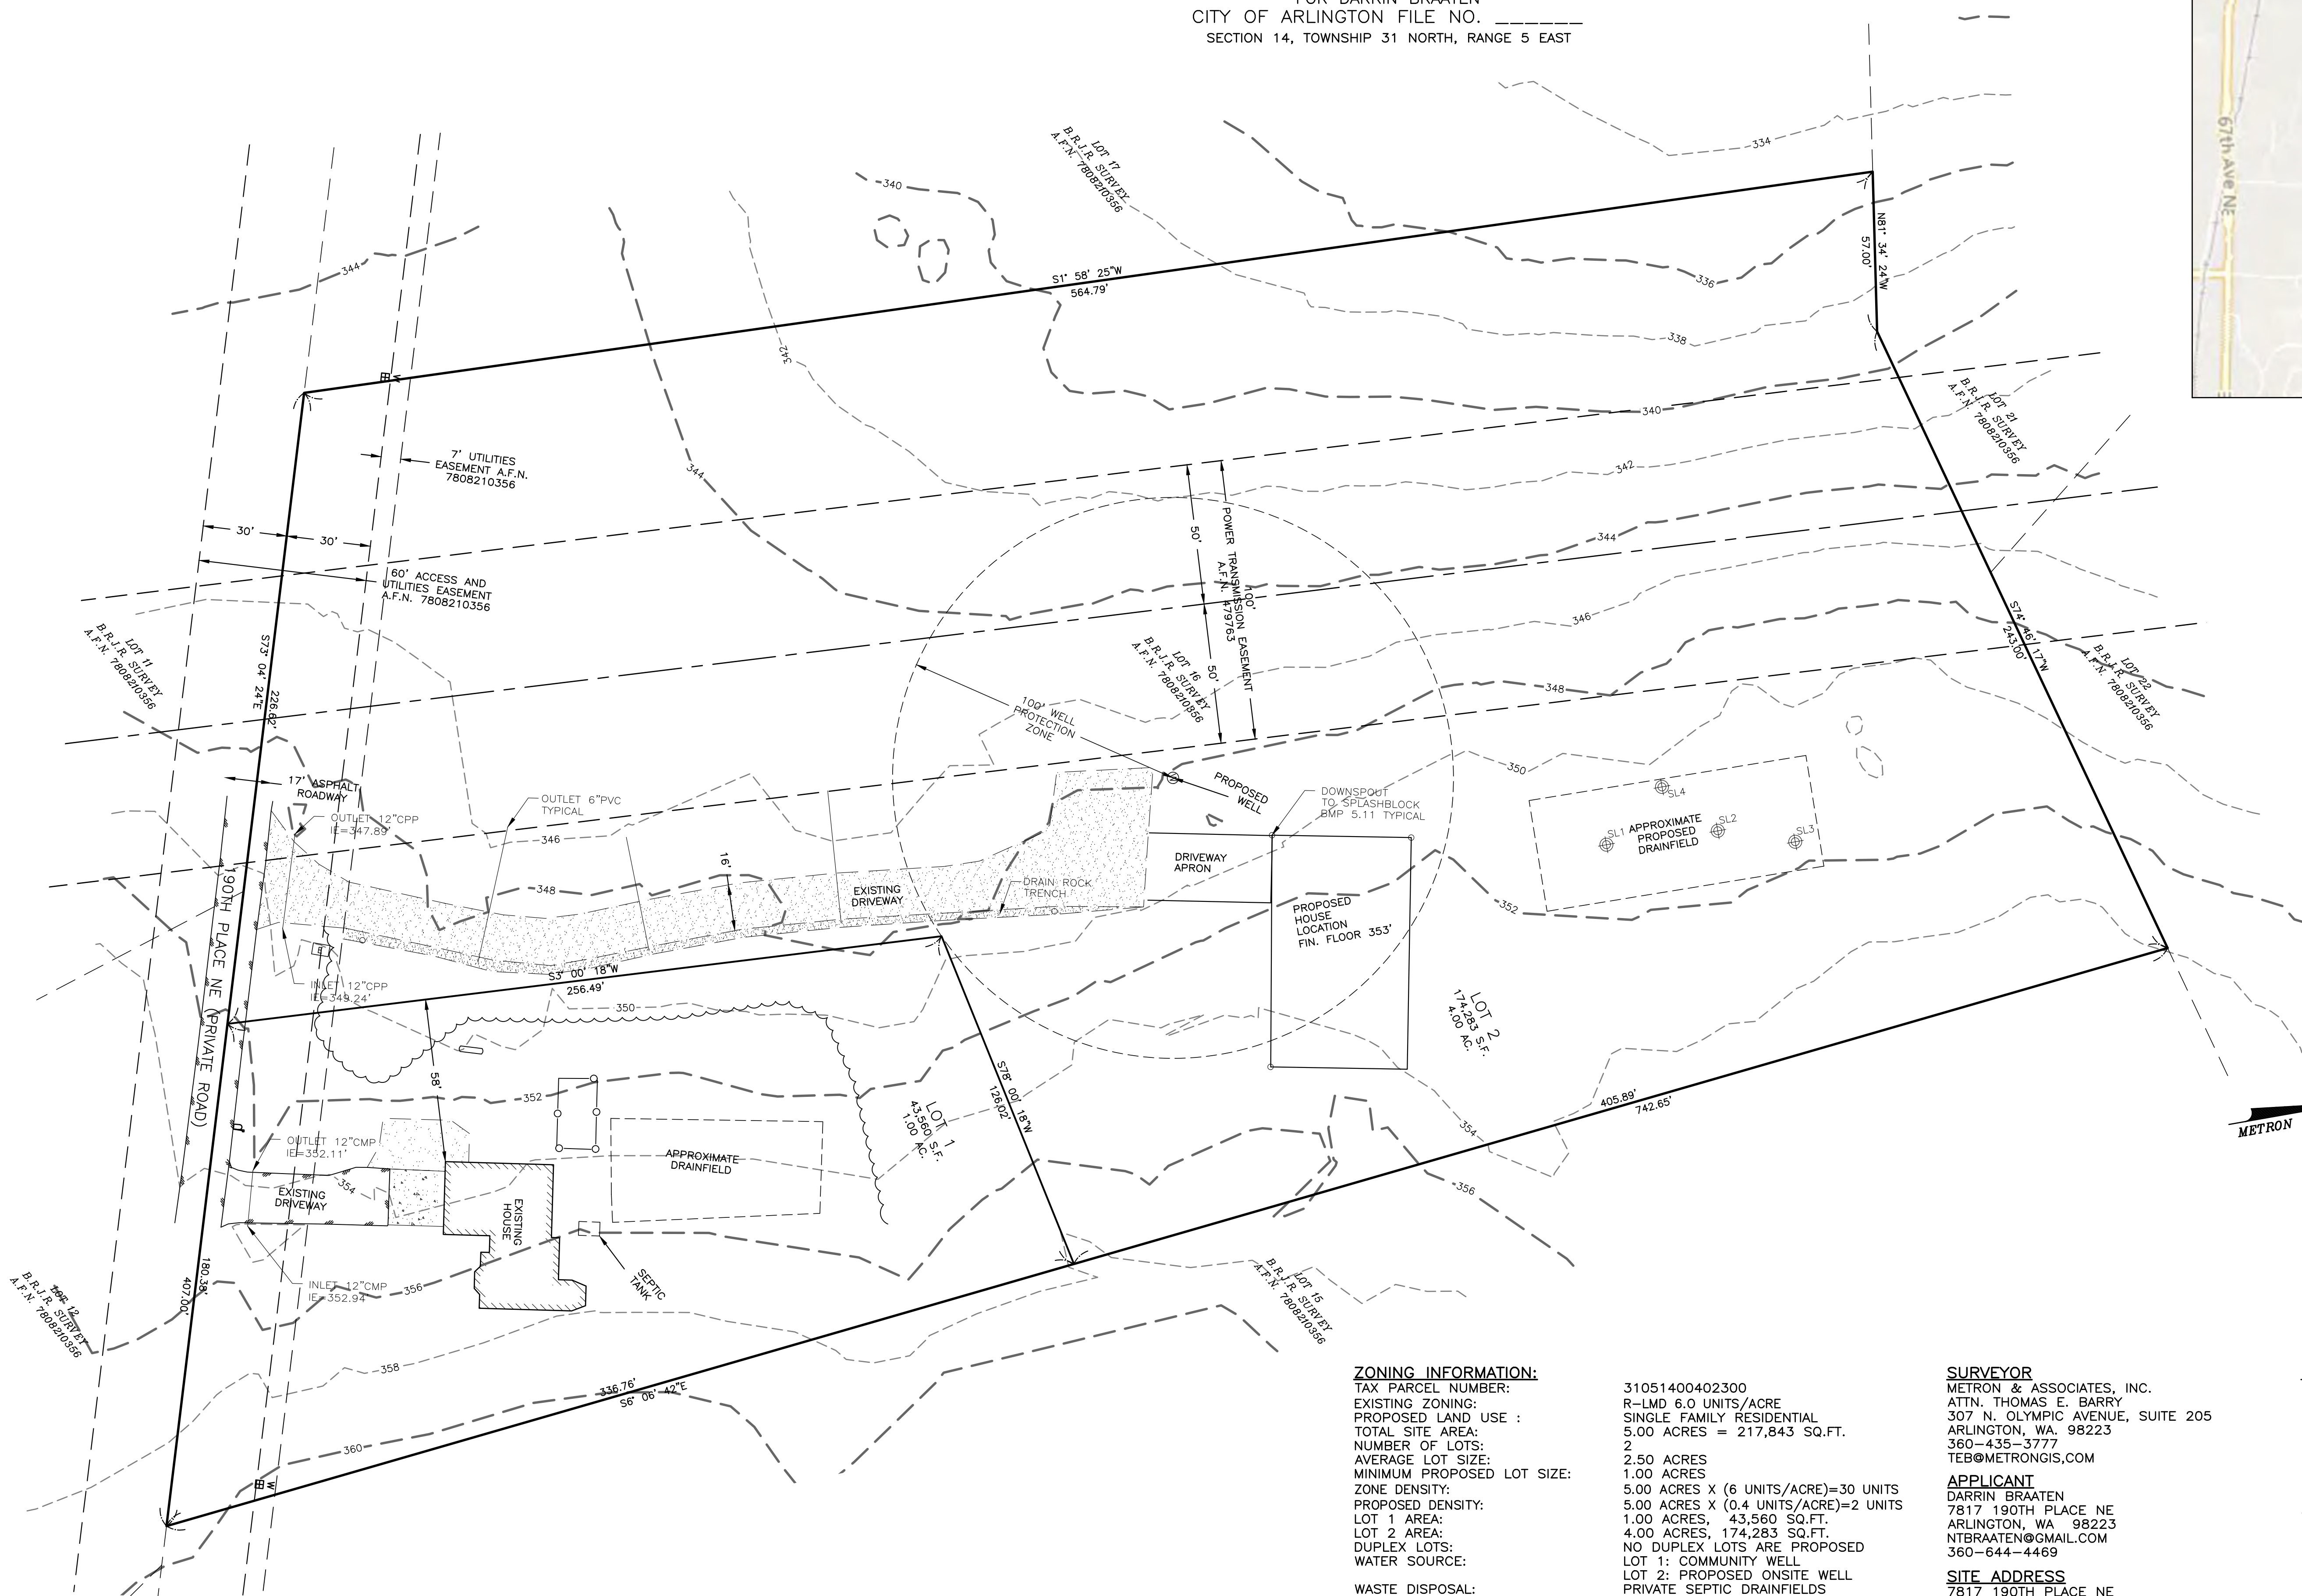 FOR DARRIN BRAATEN
CITY OF ARLINGTON FILE NO. ______
SECTION 14, TOWNSHIP 31 NORTH, RANGE 5 EAST
67th Ave NE
LOT 17
B.R.J.R. SURVEY
A.F.N. 7808210356
334
340
344
342
336
338
340
342
344
344
346
348
350
352
S1° 58' 25"W
564.79'
N81° 34' 24"W
57.00'
LOT 21
B.R.J.R. SURVEY
A.F.N. 7808210356
7' UTILITIES
EASEMENT A.F.N.
7808210356
W
30'
30'
60' ACCESS AND
UTILITIES EASEMENT
A.F.N. 7808210356
LOT 11
B.R.J.R. SURVEY
A.F.N. 7808210356
S73° 04' 24"E
226.62'
50'
50'
100'
POWER TRANSMISSION EASEMENT
A.F.N. 479763
LOT 16
B.R.J.R. SURVEY
A.F.N. 7808210356
S74° 46' 17"W
243.00'
LOT 22
B.R.J.R. SURVEY
A.F.N. 7808210356
100' WELL
PROTECTION
ZONE
PROPOSED
WELL
17' ASPHALT
ROADWAY
OUTLET 12"CPP
IE=347.89'
OUTLET 6"PVC
TYPICAL
346
348
16'
EXISTING
DRIVEWAY
DRAIN ROCK
TRENCH
DRIVEWAY
APRON
DOWNSPOUT
TO SPLASHBLOCK
BMP 5.11 TYPICAL
PROPOSED
HOUSE
LOCATION
FIN. FLOOR 353'
SL4
SL1
SL2
SL3
APPROXIMATE
PROPOSED
DRAINFIELD
190TH PLACE NE (PRIVATE ROAD)
INLET 12"CPP
IE=349.24'
E
S3° 00' 18"W
256.49'
350
58'
352
S78° 00' 18"W
126.02'
LOT 1
43,560 S.F.
1.00 AC.
LOT 2
174,283 S.F.
4.00 AC.
405.89'
742.65'
354
356
METRON
OUTLET 12"CMP
IE=352.11'
354
EXISTING
DRIVEWAY
EXISTING
HOUSE
APPROXIMATE
DRAINFIELD
SEPTIC
TANK
INLET 12"CMP
IE=352.94'
356
180.38'
407.00'
LOT 12
B.R.J.R. SURVEY
A.F.N. 7808210356
358
360
336.76'
S6° 06' 42"E
W
LOT 15
B.R.J.R. SURVEY
A.F.N. 7808210356
ZONING INFORMATION:
TAX PARCEL NUMBER: 31051400402300
EXISTING ZONING: R-LMD 6.0 UNITS/ACRE
PROPOSED LAND USE : SINGLE FAMILY RESIDENTIAL
TOTAL SITE AREA: 5.00 ACRES = 217,843 SQ.FT.
NUMBER OF LOTS: 2
AVERAGE LOT SIZE: 2.50 ACRES
MINIMUM PROPOSED LOT SIZE: 1.00 ACRES
ZONE DENSITY: 5.00 ACRES X (6 UNITS/ACRE)=30 UNITS
PROPOSED DENSITY: 5.00 ACRES X (0.4 UNITS/ACRE)=2 UNITS
LOT 1 AREA: 1.00 ACRES, 43,560 SQ.FT.
LOT 2 AREA: 4.00 ACRES, 174,283 SQ.FT.
DUPLEX LOTS: NO DUPLEX LOTS ARE PROPOSED
WATER SOURCE: LOT 1: COMMUNITY WELL
LOT 2: PROPOSED ONSITE WELL
WASTE DISPOSAL: PRIVATE SEPTIC DRAINFIELDS
SURVEYOR
METRON & ASSOCIATES, INC.
ATTN. THOMAS E. BARRY
307 N. OLYMPIC AVENUE, SUITE 205
ARLINGTON, WA. 98223
360-435-3777
TEB@METRONGIS,COM
APPLICANT
DARRIN BRAATEN
7817 190TH PLACE NE
ARLINGTON, WA 98223
NTBRAATEN@GMAIL.COM
360-644-4469
SITE ADDRESS
7817 190TH PLACE NE